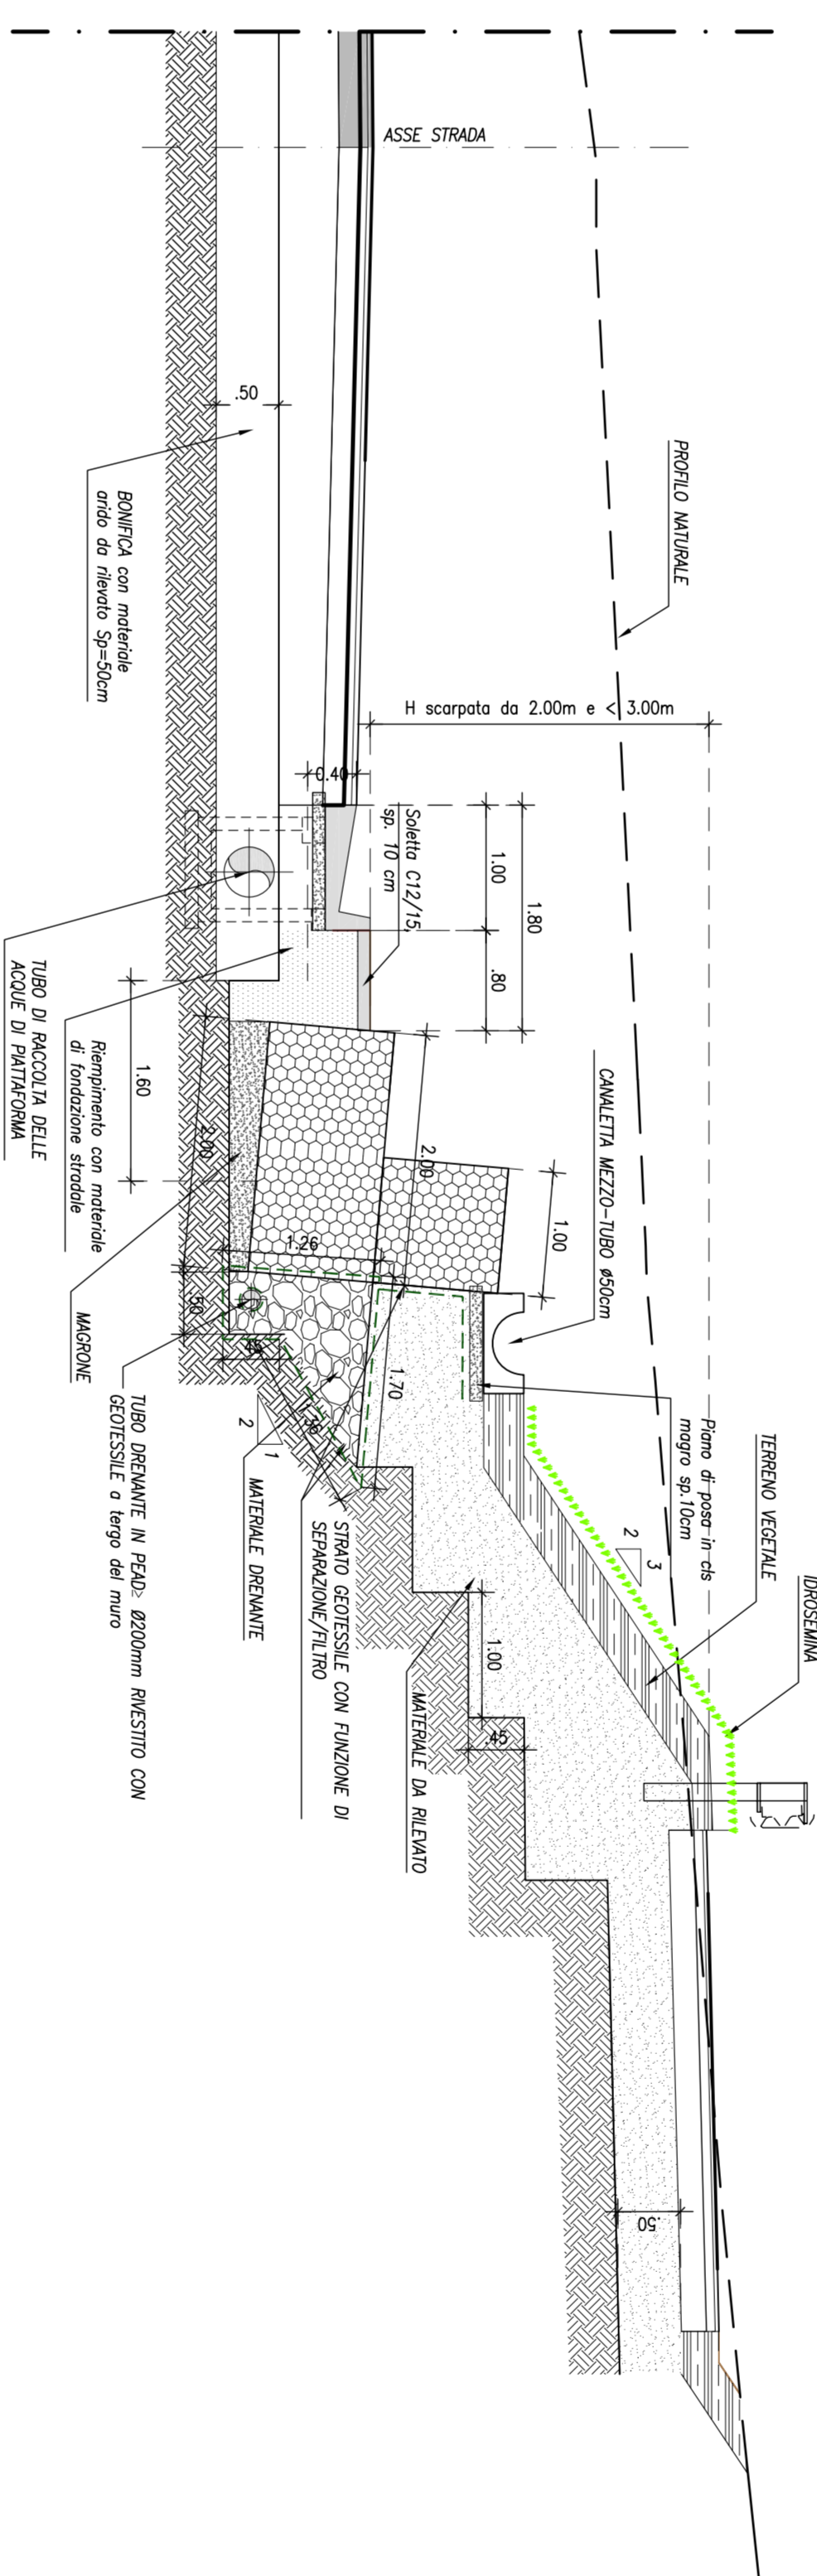 ASSE STRADA
PROFILO NATURALE
.50
BONIFICA con materiale
arido da rilevato Sp=50cm
H scarpata da 2.00m e < 3.00m
0.40
Soletta C12/15
sp. 10 cm
1.00
1.80
.80
CANALETTA MEZZO-TUBO ø50cm
TUBO DI RACCOLTA DELLE
ACQUE DI PIATTAFORMA
Riempimento con materiale
di fondazione stradale
1.60
2.00
2.00
1.00
1.26
.50
.45
1.70
1.36
MAGRONE
2
1
TUBO DRENANTE IN PEAD≥ Ø200mm RIVESTITO CON
GEOTESSILE a tergo del muro
MATERIALE DRENANTE
STRATO GEOTESSILE CON FUNZIONE DI
SEPARAZIONE/FILTRO
Piano di posa in cls
magro sp.10cm
TERRENO VEGETALE
IDROSEMINA
2
3
1.00
.45
MATERIALE DA RILEVATO
.50